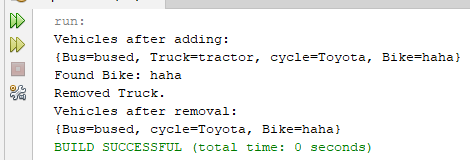 run:
Vehicles after adding:
{Bus=bused, Truck=tractor, cycle=Toyota, Bike=haha}
Found Bike: haha
Removed Truck.
Vehicles after removal:
{Bus=bused, cycle=Toyota, Bike=haha}
BUILD SUCCESSFUL (total time: 0 seconds)